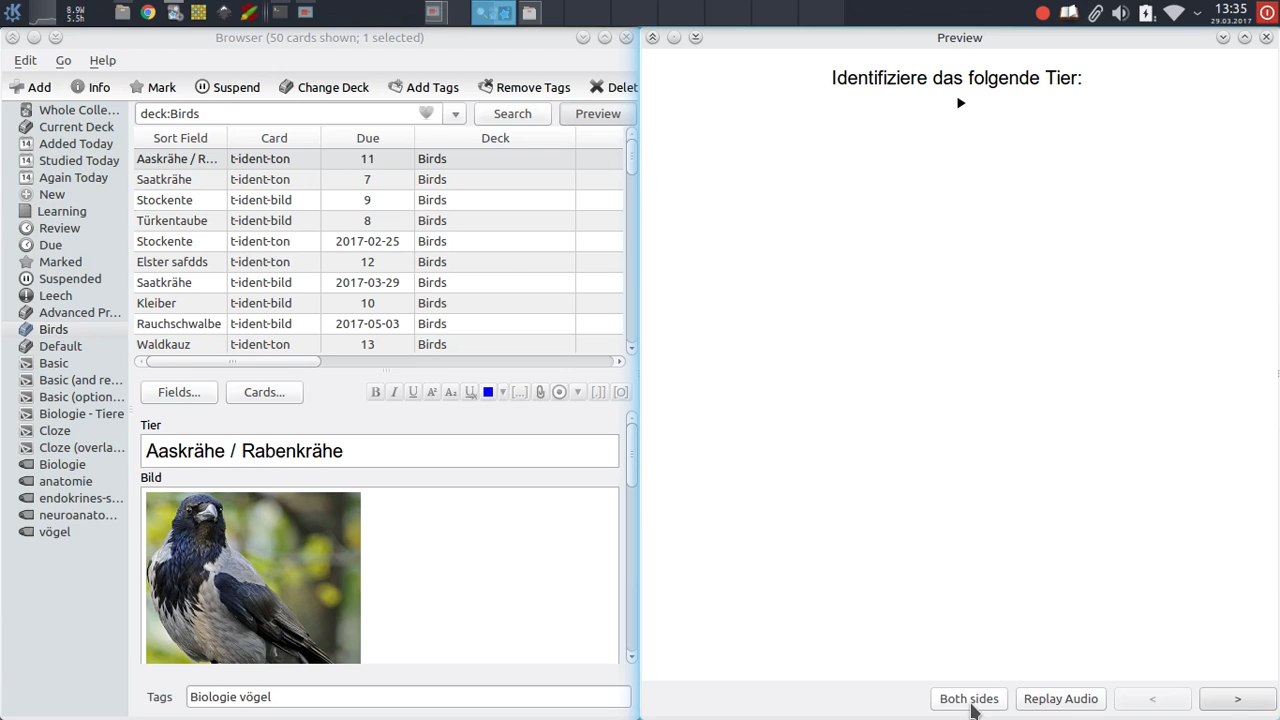 8.9W
5.5h
13:35
29.03.2017
Browser (50 cards shown; 1 selected)
Preview
Edit Go Help
Add Info Mark Suspend Change Deck Add Tags Remove Tags Delet
Whole Colle...
Current Deck
Added Today
Studied Today
Again Today
New
Learning
Review
Due
Marked
Suspended
Leech
Advanced Pr...
Birds
Default
Basic
Basic (and re...
Basic (option...
Biologie - Tiere
Cloze
Cloze (overla...
Biologie
anatomie
endokrines-s...
neuroanato...
vögel
deck:Birds Search Preview
Sort Field Card Due Deck
Aaskrähe / R... t-ident-ton 11 Birds
Saatkrähe t-ident-ton 7 Birds
Stockente t-ident-bild 9 Birds
Türkentaube t-ident-bild 8 Birds
Stockente t-ident-ton 2017-02-25 Birds
Elster safdds t-ident-ton 12 Birds
Saatkrähe t-ident-bild 2017-03-29 Birds
Kleiber t-ident-bild 10 Birds
Rauchschwalbe t-ident-bild 2017-05-03 Birds
Waldkauz t-ident-bild 13 Birds
Fields... Cards...
Tier
Aaskrähe / Rabenkrähe
Bild
Tags Biologie vögel
Identifiziere das folgende Tier:
Both sides Replay Audio < >